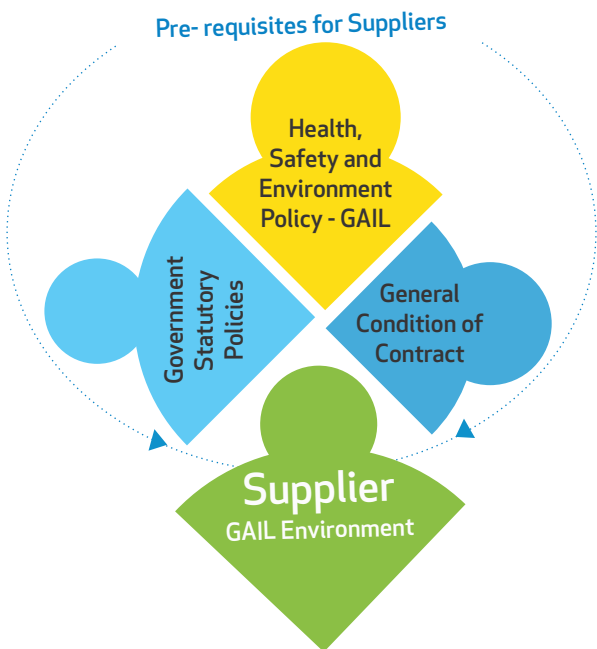 Pre- requisites for Suppliers
Health,
Safety and
Environment
Policy - GAIL
Government
Statutory
Policies
General
Condition of
Contract
Supplier
GAIL Environment